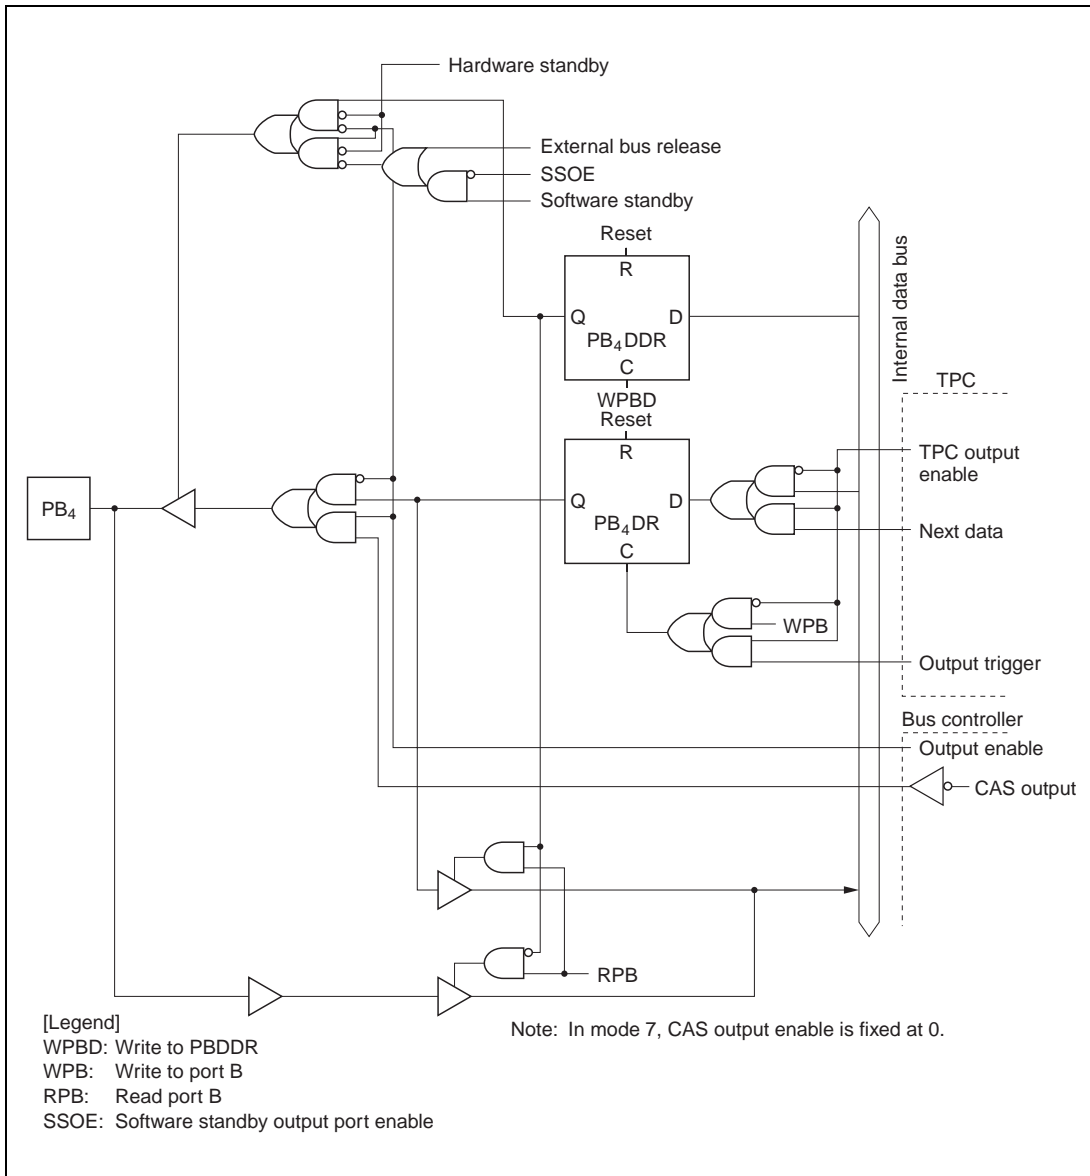 Hardware standby
External bus release
SSOE
Software standby
Reset
R
Q
D
PB4DDR
C
WPBD
Internal data bus
TPC
Reset
R
TPC output
enable
PB4
Q
D
PB4DR
C
Next data
WPB
Output trigger
Bus controller
Output enable
CAS output
RPB
[Legend]
WPBD: Write to PBDDR
WPB: Write to port B
RPB: Read port B
SSOE: Software standby output port enable
Note: In mode 7, CAS output enable is fixed at 0.